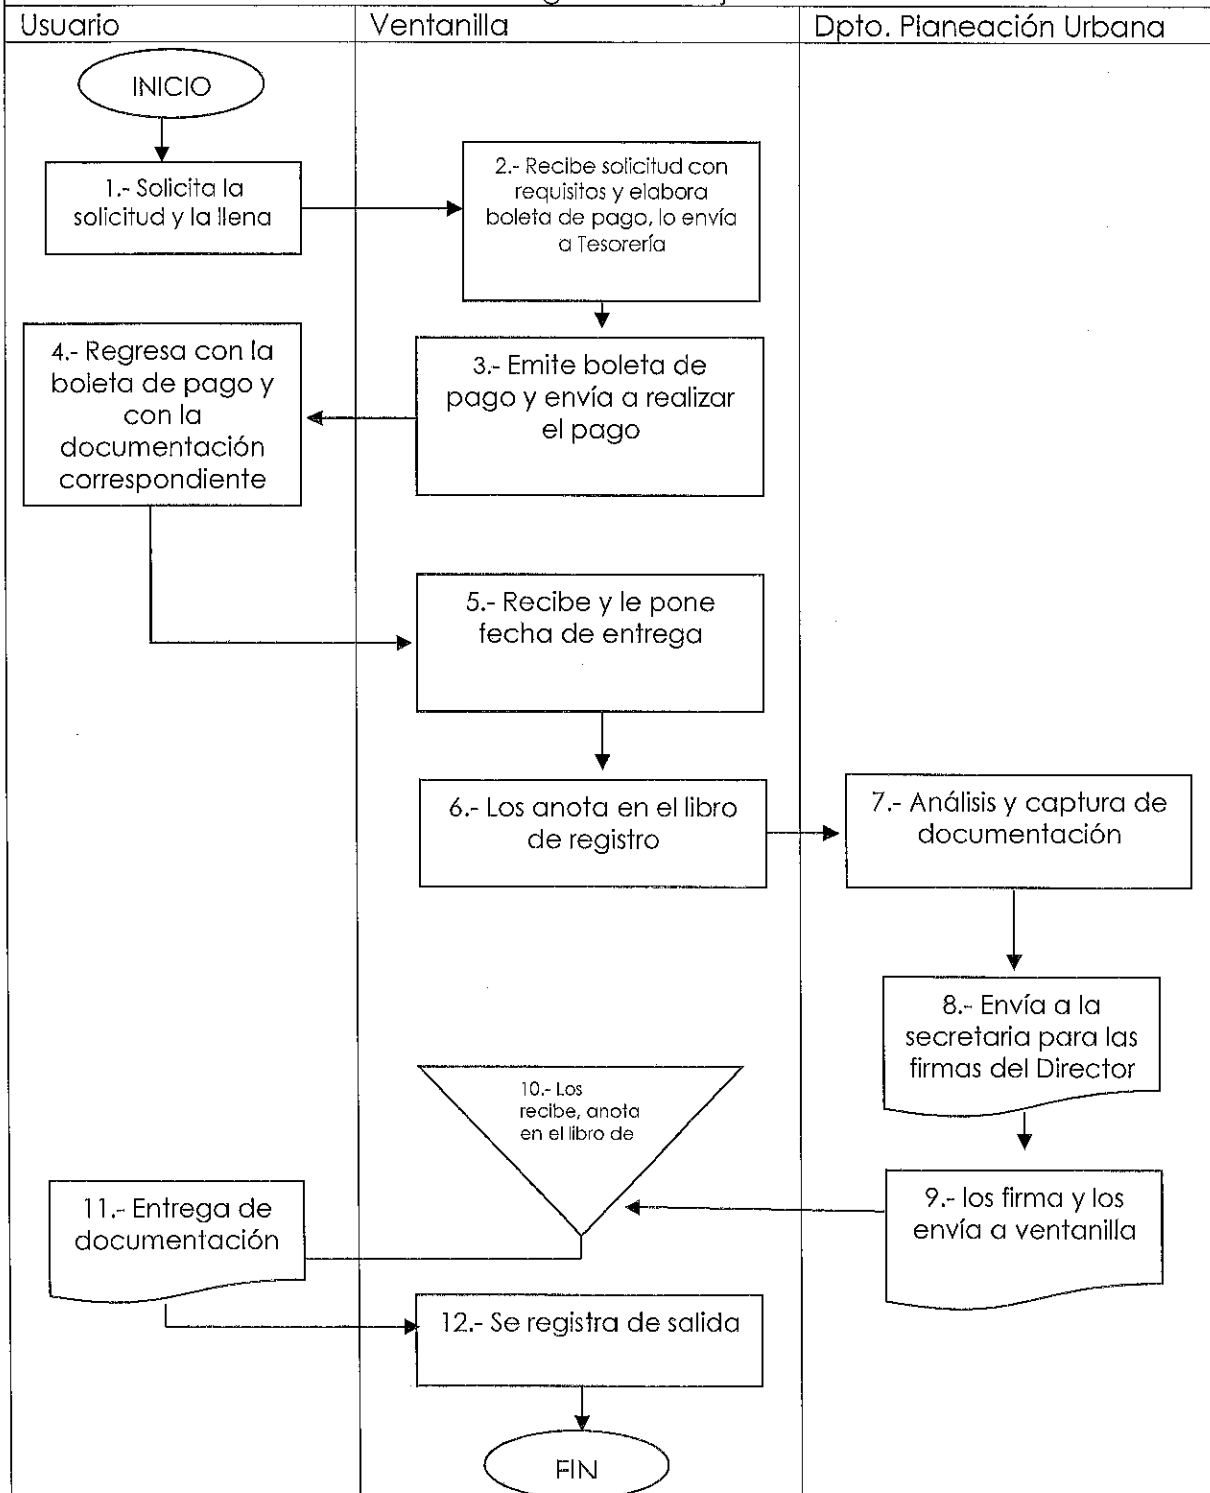 Usuario
Ventanilla
Dpto. Planeación Urbana
INICIO
1.- Solicita la
solicitud y la llena
2.- Recibe solicitud con
requisitos y elabora
boleta de pago, lo envía
a Tesorería
3.- Emite boleta de
pago y envía a realizar
el pago
4.- Regresa con la
boleta de pago y
con la
documentación
correspondiente
5.- Recibe y le pone
fecha de entrega
6.- Los anota en el libro
de registro
7.- Análisis y captura de
documentación
8.- Envía a la
secretaria para las
firmas del Director
9.- los firma y los
envía a ventanilla
10.- Los
recibe, anota
en el libro de
11.- Entrega de
documentación
12.- Se registra de salida
FIN